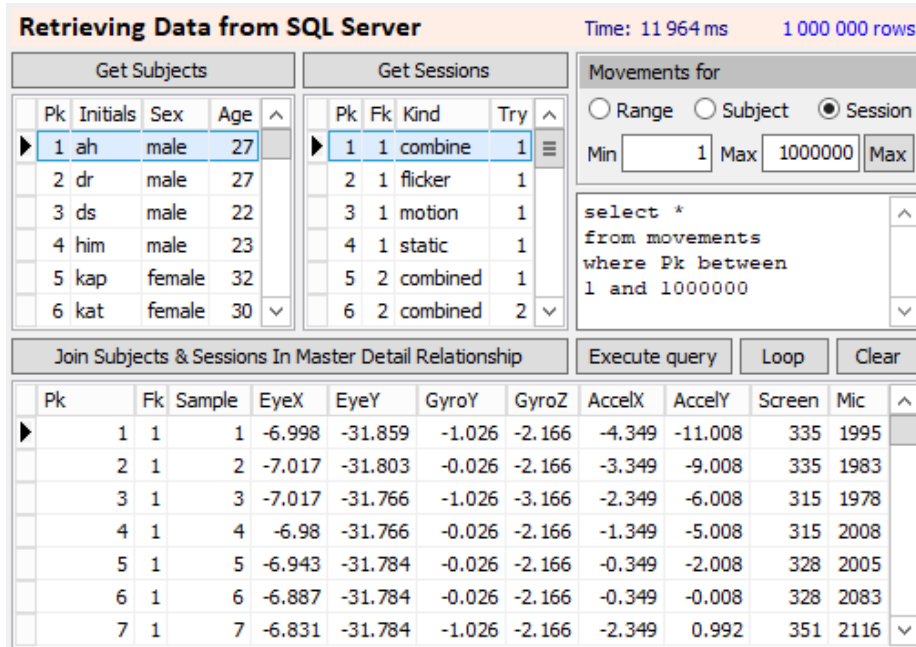 Retrieving Data from SQL Server Time: 11 964 ms 1 000 000 rows
Get Subjects Get Sessions Movements for
Pk Initials Sex Age Pk Fk Kind Try Range Subject Session
1 ah male 27 1 1 combine 1 Min 1 Max 1000000 Max
2 dr male 27 2 1 flicker 1
3 ds male 22 3 1 motion 1 select *
4 him male 23 4 1 static 1 from movements
5 kap female 32 5 2 combined 1 where Pk between
6 kat female 30 6 2 combined 2 1 and 1000000
Join Subjects & Sessions In Master Detail Relationship Execute query Loop Clear
Pk Fk Sample EyeX EyeY GyroY GyroZ AccelX AccelY Screen Mic
1 1 1 -6.998 -31.859 -1.026 -2.166 -4.349 -11.008 335 1995
2 1 2 -7.017 -31.803 -0.026 -2.166 -3.349 -9.008 335 1983
3 1 3 -7.017 -31.766 -1.026 -3.166 -2.349 -6.008 315 1978
4 1 4 -6.98 -31.766 -0.026 -2.166 -1.349 -5.008 315 2008
5 1 5 -6.943 -31.784 -0.026 -2.166 -0.349 -2.008 328 2005
6 1 6 -6.887 -31.784 -0.026 -2.166 -0.349 -0.008 328 2083
7 1 7 -6.831 -31.784 -1.026 -2.166 -2.349 0.992 351 2116